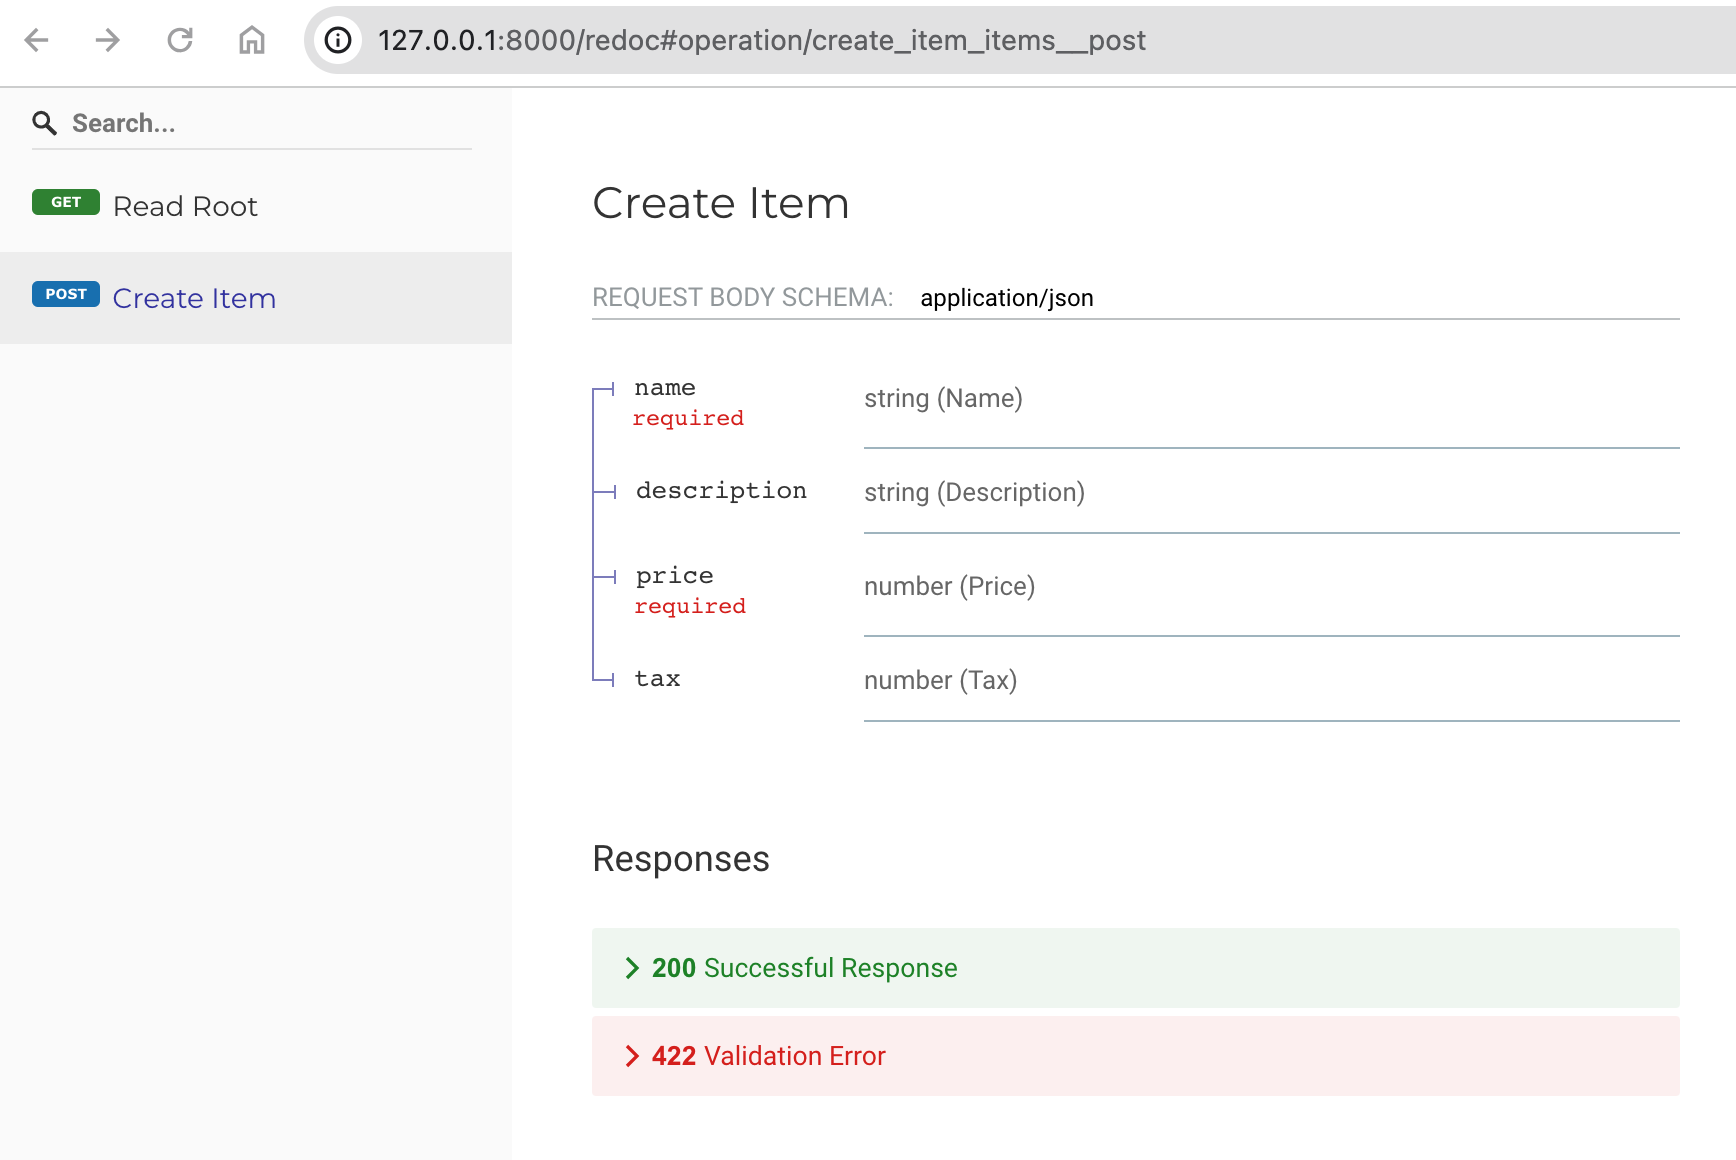 127.0.0.1:8000/redoc#operation/create_item_items__post
Search...
GET Read Root
POST Create Item
Create Item
REQUEST BODY SCHEMA: application/json
name string (Name)
required
description string (Description)
price number (Price)
required
tax number (Tax)
Responses
200 Successful Response
422 Validation Error